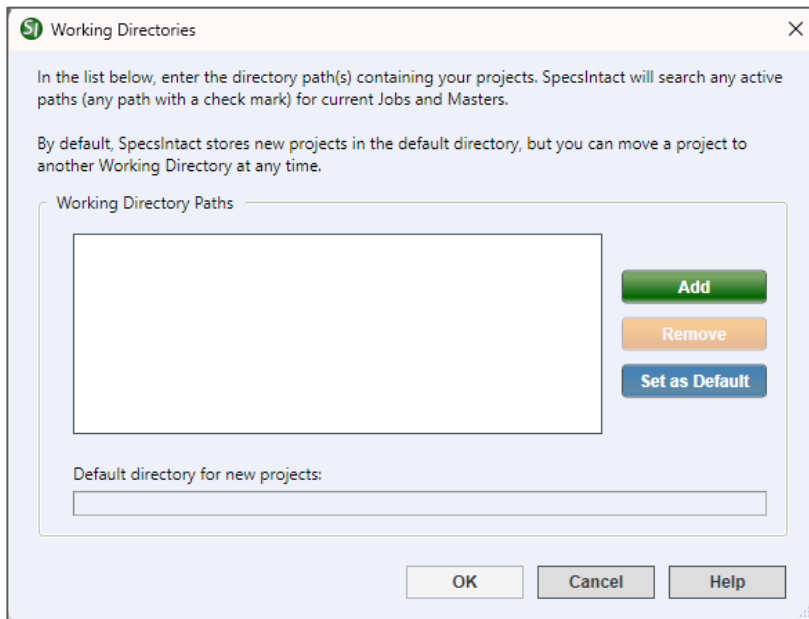 SI Working Directories
In the list below, enter the directory path(s) containing your projects. SpecsIntact will search any active
paths (any path with a check mark) for current Jobs and Masters.
By default, SpecsIntact stores new projects in the default directory, but you can move a project to
another Working Directory at any time.
Working Directory Paths
Add
Remove
Set as Default
Default directory for new projects:
OK Cancel Help